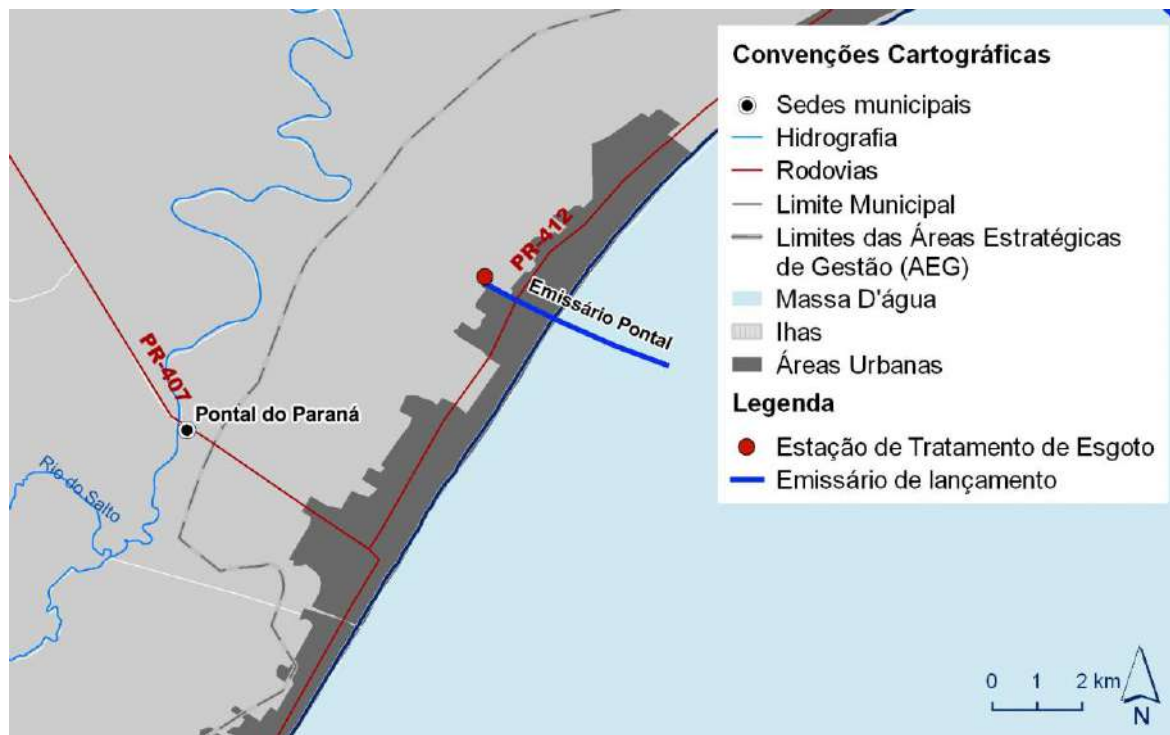 Convenções Cartográficas
Sedes municipais
Hidrografia
Rodovias
Limite Municipal
Limites das Áreas Estratégicas
de Gestão (AEG)
Massa D'água
Ihas
Áreas Urbanas
Legenda
Estação de Tratamento de Esgoto
Emissário de lançamento
PR-412
Emissário Pontal
PR-407
Pontal do Paraná
Rio do Salto
0 1 2 km
N